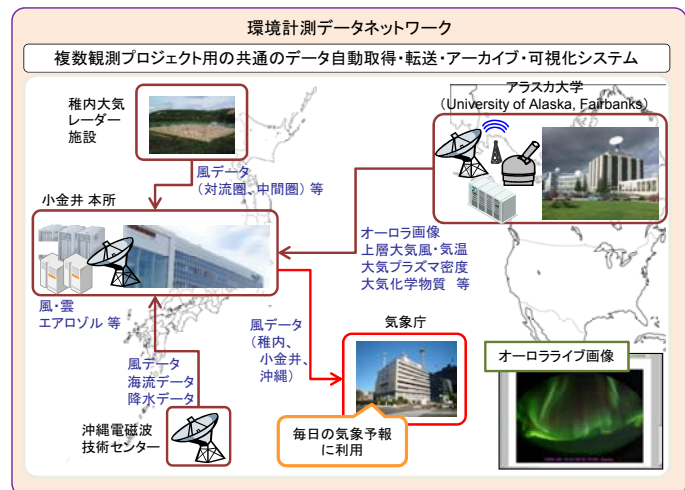 環境計測データネットワーク
複数観測プロジェクト用の共通のデータ自動取得・転送・アーカイブ・可視化システム
稚内大気
レーダー
施設
アラスカ大学
(University of Alaska, Fairbanks)
風データ
(対流圏、中間圏) 等
小金井 本所
オーロラ画像
上層大気風・気温
大気プラズマ密度
大気化学物質 等
風・雲
エアロゾル 等
風データ
(稚内、
小金井、
沖縄)
気象庁
オーロラライブ画像
風データ
海流データ
降水データ
沖縄電磁波
技術センター
毎日の気象予報
に利用